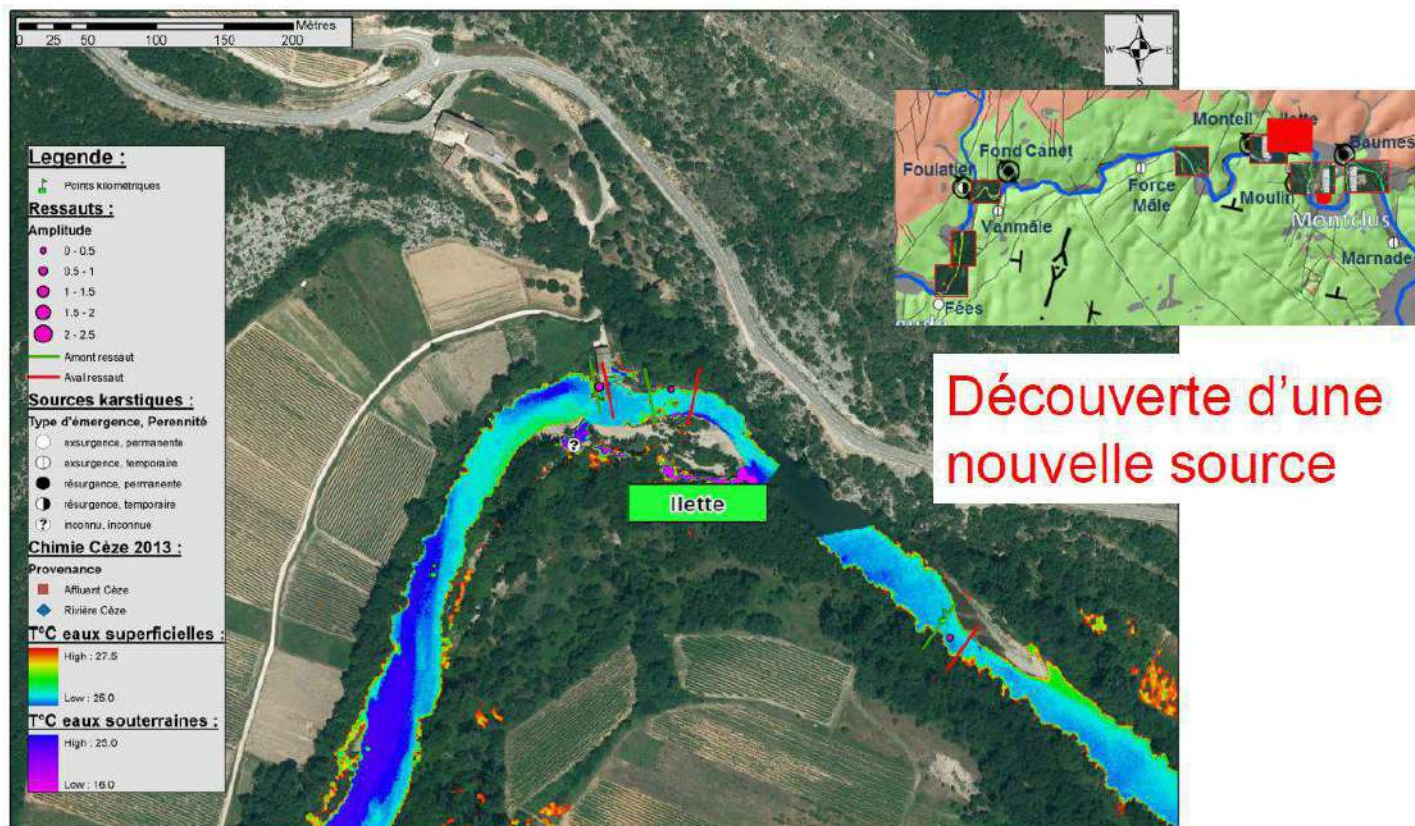 Mètres
0 25 50 100 150 200
N
W E
S
Legende :
Points kilométriques
Ressauts :
Amplitude
0 - 0.5
0.5 - 1
1 - 1.5
1.5 - 2
2 - 2.5
Amont ressaut
Aval ressaut
Sources karstiques :
Type d'émergence, Perennité
exsurgence, permanente
exsurgence, temporaire
résurgence, permanente
résurgence, temporaire
? inconnu, inconnue
Chimie Cèze 2013 :
Provenance
Affluent Cèze
Rivière Cèze
T°C eaux superficielles :
High : 27.5
Low : 25.0
T°C eaux souterraines :
High : 25.0
Low : 16.0
?
Ilette
Monteil
Baumes
Fond Canet
Foulatier
Force
Mâle
Moulin
Vanmâle
Montclus
Marnade
Fées
Découverte d'une
nouvelle source